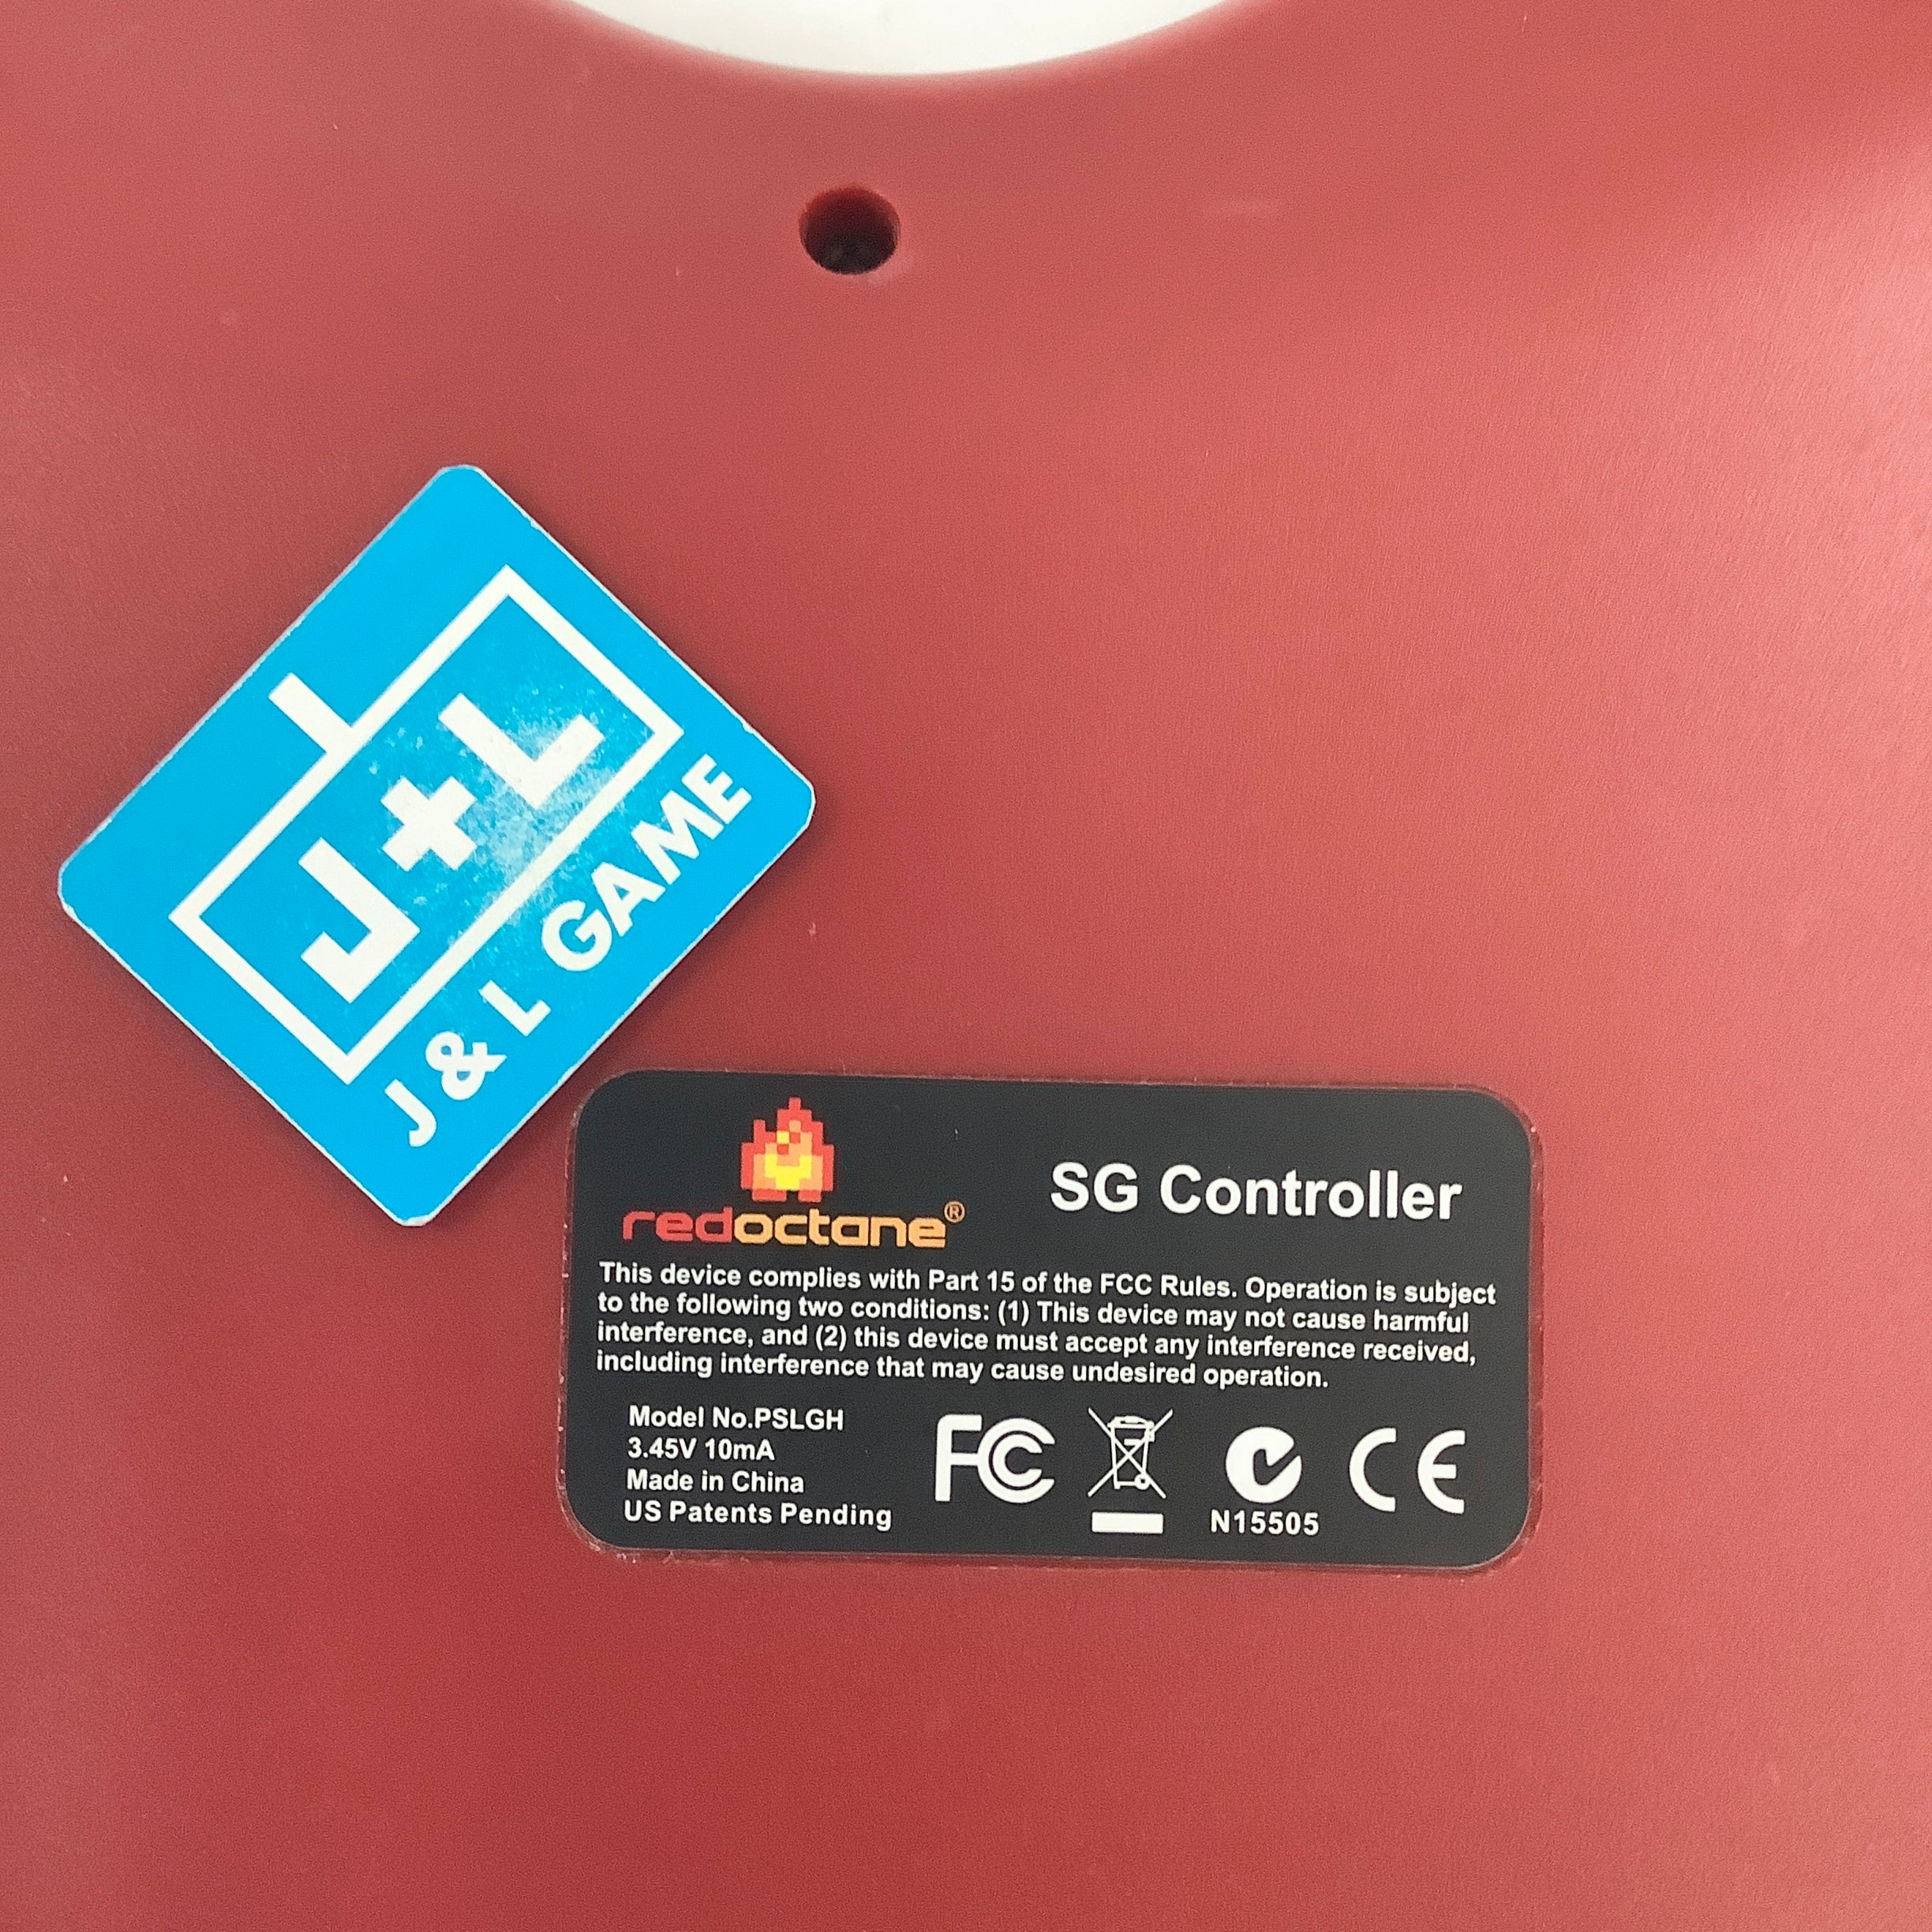 J+L
J & L GAME
redoctane®
SG Controller
This device complies with Part 15 of the FCC Rules. Operation is subject
to the following two conditions: (1) This device may not cause harmful
interference, and (2) this device must accept any interference received,
including interference that may cause undesired operation.
Model No.PSLGH
3.45V 10mA
Made in China
US Patents Pending
FC
N15505
CE